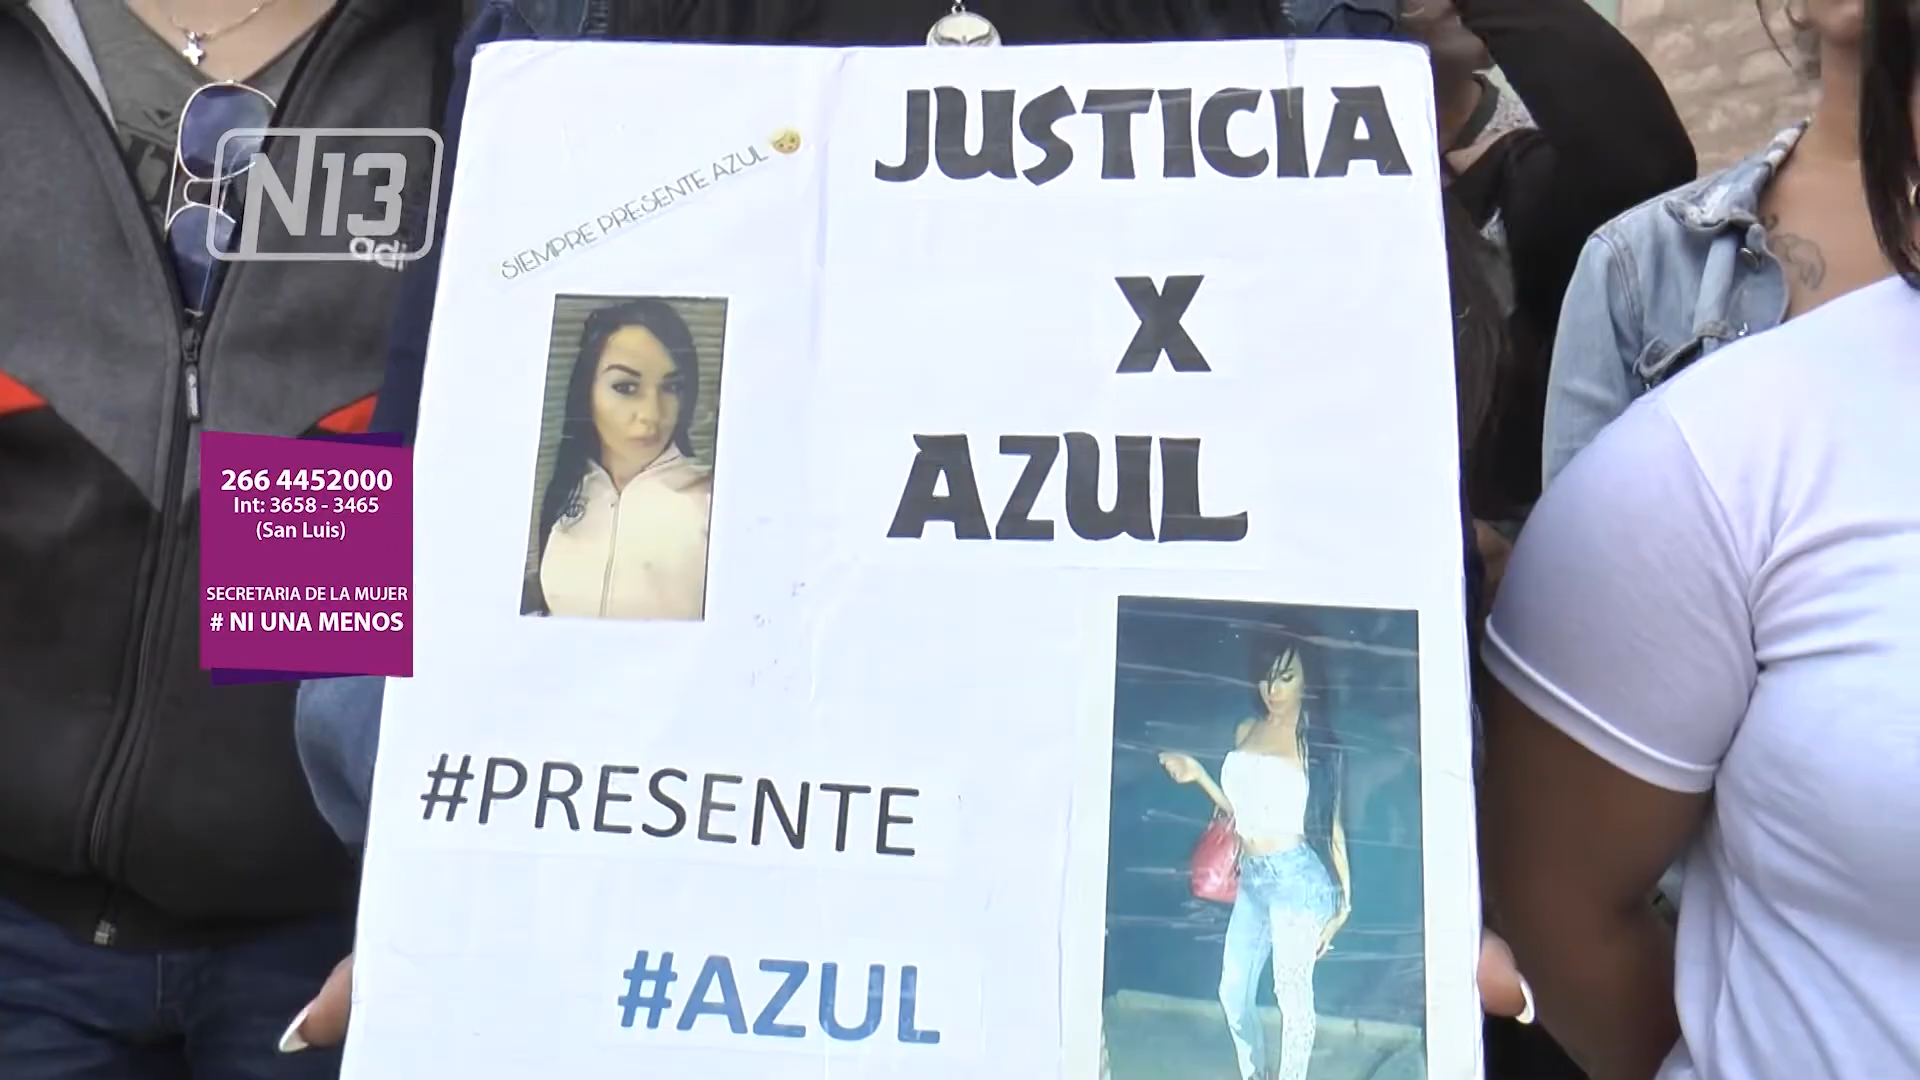 N13
adi
266 4452000
Int: 3658 - 3465
(San Luis)
SECRETARIA DE LA MUJER
# NI UNA MENOS
SIEMPRE PRESENTE AZUL
JUSTICIA
X
AZUL
#PRESENTE
#AZUL